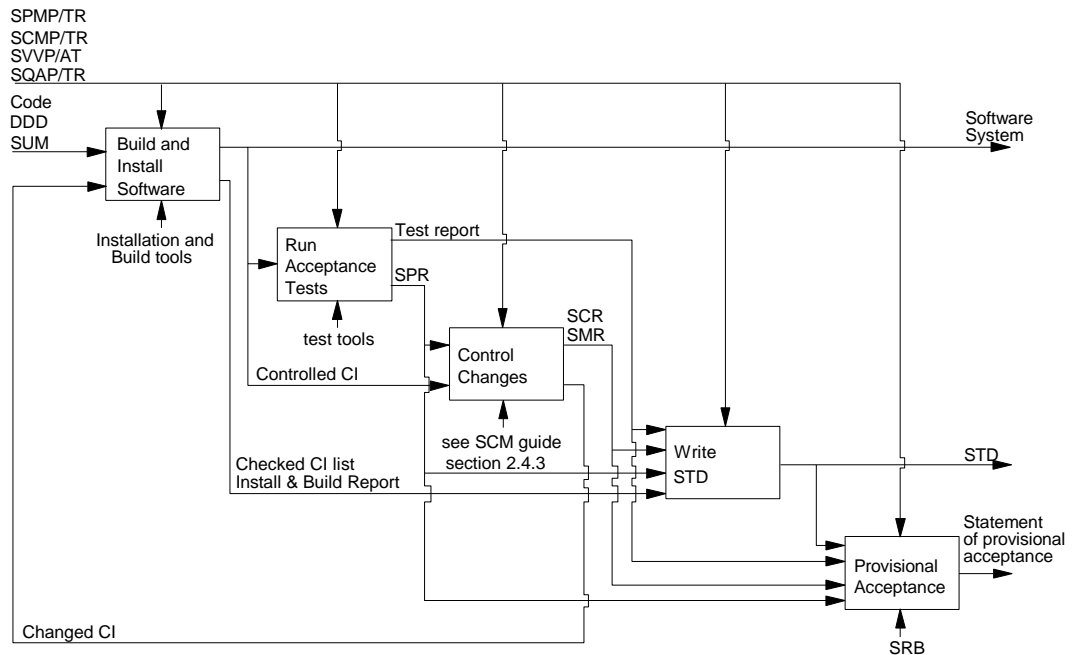 SPMP/TR
SCMP/TR
SVVP/AT
SQAP/TR
Code
DDD
SUM
Build and
Install
Software
Software
System
Installation and
Build tools
Run
Acceptance
Tests
Test report
SPR
test tools
SCR
SMR
Control
Changes
Controlled CI
see SCM guide
section 2.4.3
Write
STD
STD
Checked CI list
Install & Build Report
Statement
of provisional
acceptance
Provisional
Acceptance
Changed CI
SRB